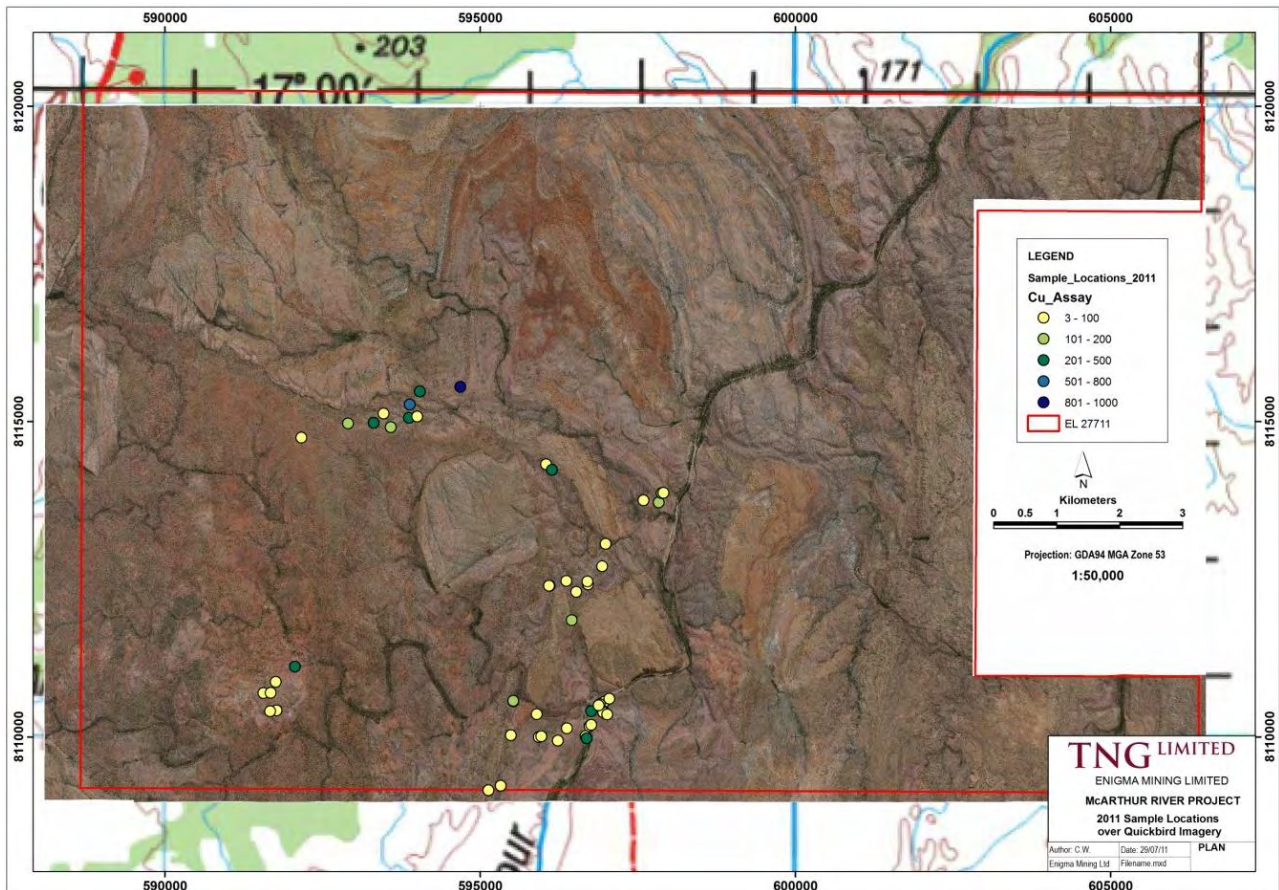 590000 595000 600000 605000
203
17° 00'
171
8120000 8120000
LEGEND
Sample_Locations_2011
Cu_Assay
3 - 100
101 - 200
201 - 500
501 - 800
801 - 1000
EL 27711
8115000 8115000
N
Kilometers
0 0.5 1 2 3
Projection: GDA94 MGA Zone 53
1:50,000
8110000 8110000
TNG LIMITED
ENIGMA MINING LIMITED
McARTHUR RIVER PROJECT
2011 Sample Locations
over Quickbird Imagery
PLAN
Author: C.W. Date: 29/07/11
Enigma Mining Ltd Filename.mxd
590000 595000 600000 605000